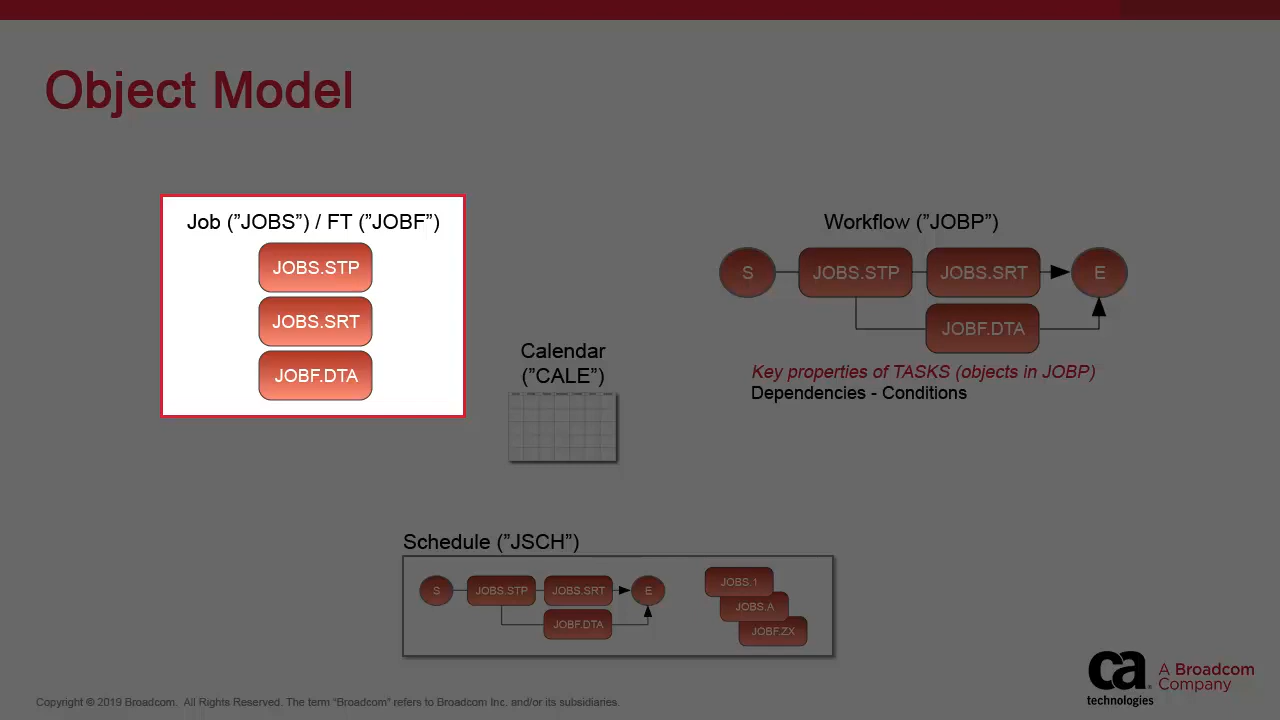 Object Model
Job (”JOBS”) / FT (”JOBF”)
JOBS.STP
JOBS.SRT
JOBF.DTA
Calendar
(”CALE”)
Workflow (”JOBP”)
S
JOBS.STP
JOBS.SRT
E
JOBF.DTA
Key properties of TASKS (objects in JOBP)
Dependencies - Conditions
Schedule (”JSCH”)
S
JOBS.STP
JOBS.SRT
E
JOBF.DTA
JOBS.1
JOBS.A
JOBF.ZX
Copyright © 2019 Broadcom. All Rights Reserved. The term “Broadcom” refers to Broadcom Inc. and/or its subsidiaries.
ca
technologies
A Broadcom
Company